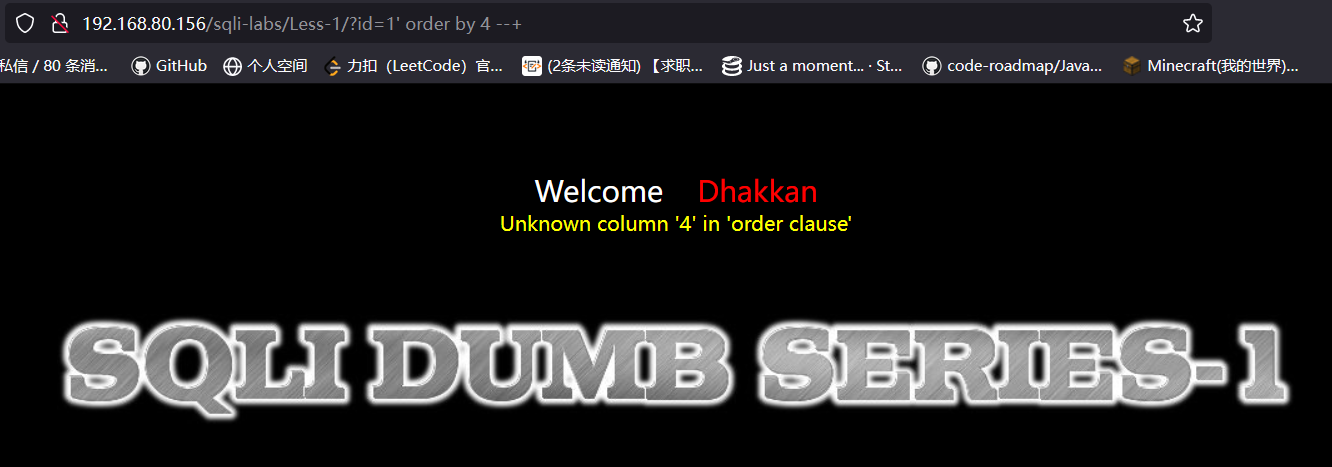 192.168.80.156/sqli-labs/Less-1/?id=1' order by 4 --+
私信 / 80 条消... GitHub 个人空间 力扣（LeetCode）官... (2条未读通知) 【求职... Just a moment... · St... code-roadmap/Java... Minecraft(我的世界)...
Welcome Dhakkan
Unknown column '4' in 'order clause'
SQLI DUMB SERIES-1